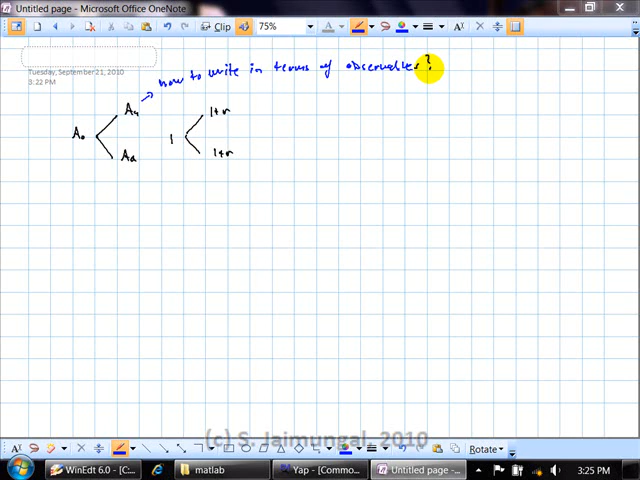 Untitled page - Microsoft Office OneNote
Clip
75%
Tuesday, September 21, 2010
3:22 PM
how to write in terms of observables?
A₀
Aᵤ
A_d
1
1+r
1+r
(c) S. Jaimungal, 2010
Rotate
WinEdt 6.0 - [C:...
matlab
Yap - [Commo...
Untitled page -...
3:25 PM